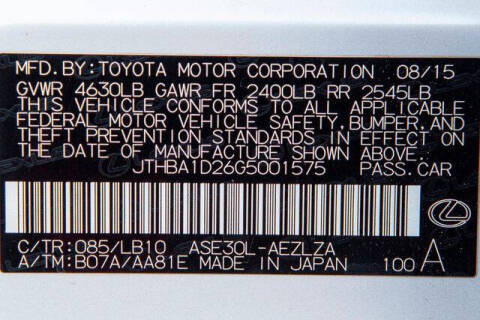 MFD.BY:TOYOTA MOTOR CORPORATION 08/15
GVWR 4630LB GAWR FR 2400LB RR 2545LB
THIS VEHICLE CONFORMS TO ALL APPLICABLE
FEDERAL MOTOR VEHICLE SAFETY,BUMPER,AND
THEFT PREVENTION STANDARDS IN EFFECT ON
THE DATE OF MANUFACTURE SHOWN ABOVE.
JTHBA1D26G5001575 PASS.CAR
C/TR:085/LB10 ASE30L-AEZLZA
A/TM:B07A/AA81E MADE IN JAPAN 100 A